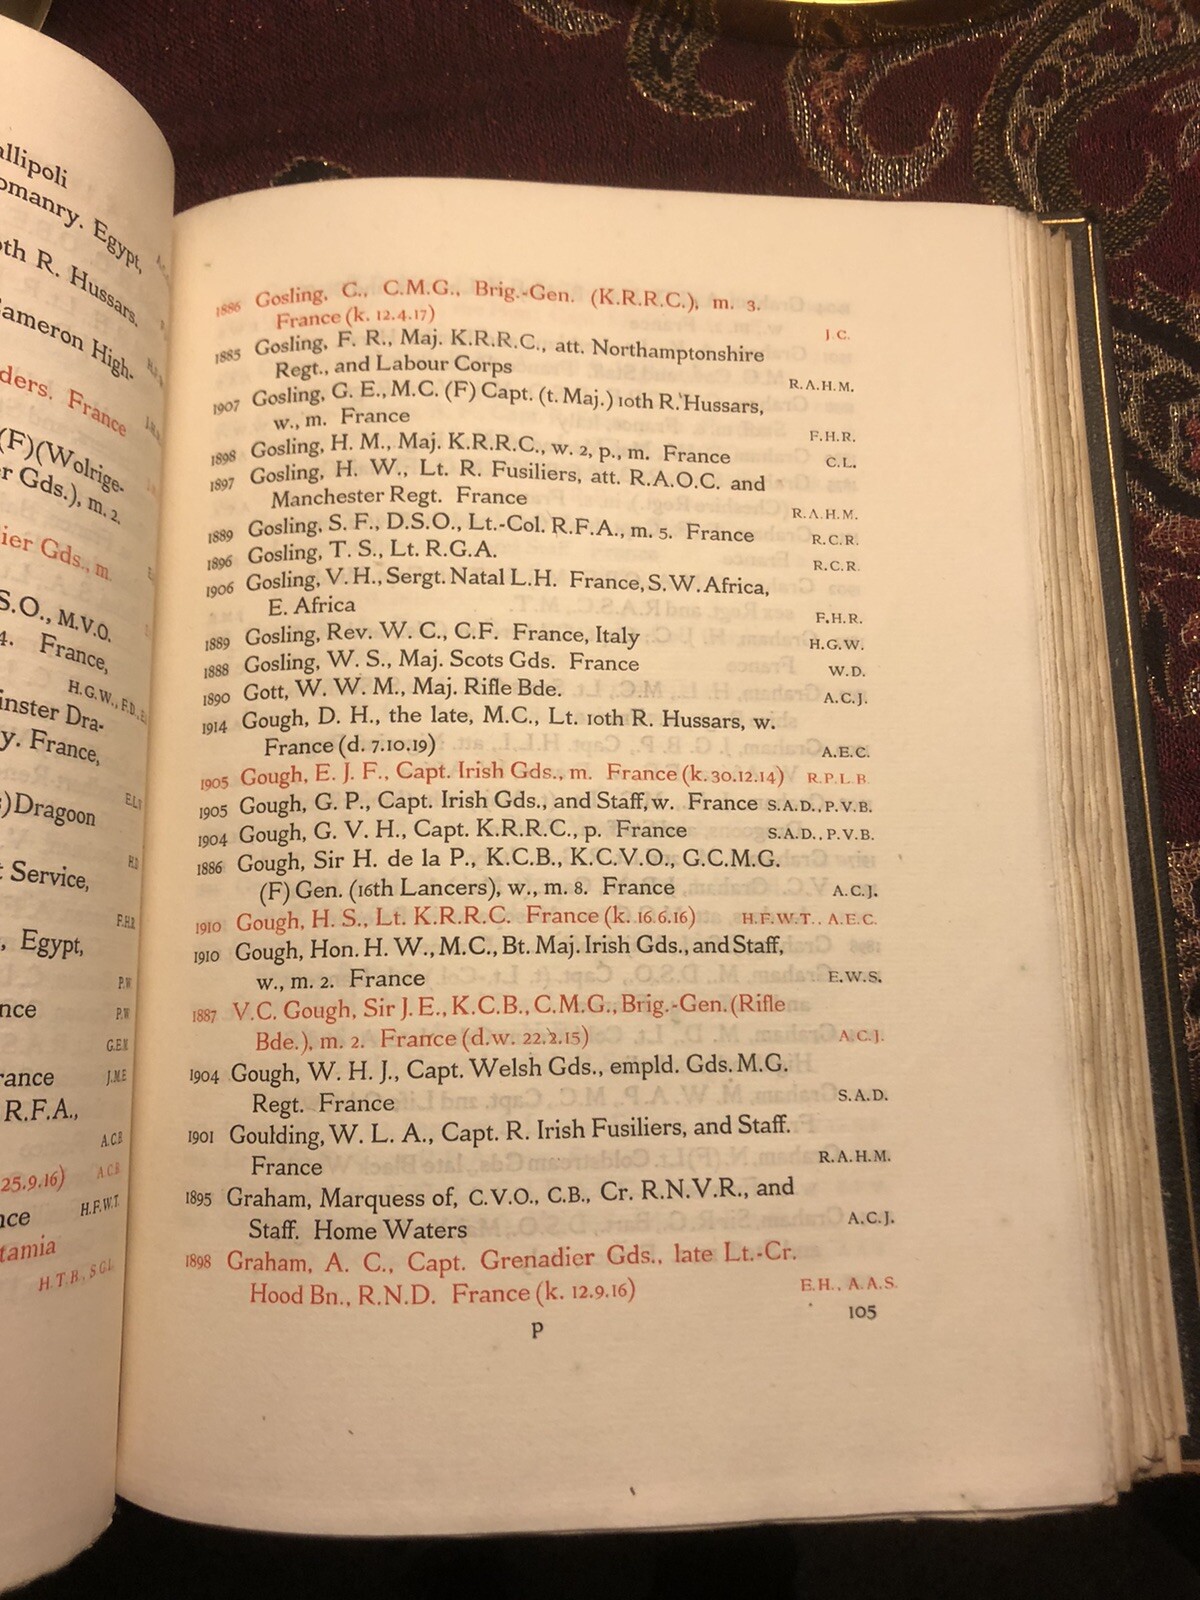 allipoli
omanry. Egypt,
oth R. Hussars.
ameron High-
ders. France
(F)(Wolrige-
r Gds.), m. 2.
ier Gds., m.
S.O., M.V.O.
4. France,
H.G.W., F.D.,
inster Dra-
y. France,
)Dragoon
t Service,
F.H.R.
, Egypt,
P.W
nce
P.W
G.E.M
rance
J.M.E
R.F.A.,
A.C.B.
25.9.16) A.C.B.
nce H.F.W.T.
tamia
H.T.B., S.G.L.
1886 Gosling, C., C.M.G., Brig.-Gen. (K.R.R.C.), m. 3.
France (k. 12.4.17) J.C.
1885 Gosling, F. R., Maj. K.R.R.C., att. Northamptonshire
Regt., and Labour Corps R.A.H.M.
1907 Gosling, G. E., M.C. (F) Capt. (t. Maj.) 10th R. Hussars,
w., m. France F.H.R.
1898 Gosling, H. M., Maj. K.R.R.C., w. 2, p., m. France C.L.
1897 Gosling, H. W., Lt. R. Fusiliers, att. R.A.O.C. and
Manchester Regt. France R.A.H.M.
1889 Gosling, S. F., D.S.O., Lt.-Col. R.F.A., m. 5. France R.C.R.
1896 Gosling, T. S., Lt. R.G.A. R.C.R.
1906 Gosling, V. H., Sergt. Natal L.H. France, S.W. Africa,
E. Africa F.H.R.
1889 Gosling, Rev. W. C., C.F. France, Italy H.G.W.
1888 Gosling, W. S., Maj. Scots Gds. France W.D.
1890 Gott, W. W. M., Maj. Rifle Bde. A.C.J.
1914 Gough, D. H., the late, M.C., Lt. 10th R. Hussars, w.
France (d. 7.10.19) A.E.C.
1905 Gough, E. J. F., Capt. Irish Gds., m. France (k. 30.12.14) R.P.L.B.
1905 Gough, G. P., Capt. Irish Gds., and Staff, w. France S.A.D., P.V.B.
1904 Gough, G. V. H., Capt. K.R.R.C., p. France S.A.D., P.V.B.
1886 Gough, Sir H. de la P., K.C.B., K.C.V.O., G.C.M.G.
(F) Gen. (16th Lancers), w., m. 8. France A.C.J.
1910 Gough, H. S., Lt. K.R.R.C. France (k. 16.6.16) H.F.W.T., A.E.C.
1910 Gough, Hon. H. W., M.C., Bt. Maj. Irish Gds., and Staff,
w., m. 2. France E.W.S.
1887 V.C. Gough, Sir J. E., K.C.B., C.M.G., Brig.-Gen. (Rifle
Bde.), m. 2. France (d.w. 22.2.15) A.C.J.
1904 Gough, W. H. J., Capt. Welsh Gds., empld. Gds. M.G.
Regt. France S.A.D.
1901 Goulding, W. L. A., Capt. R. Irish Fusiliers, and Staff.
France R.A.H.M.
1895 Graham, Marquess of, C.V.O., C.B., Cr. R.N.V.R., and
Staff. Home Waters A.C.J.
1898 Graham, A. C., Capt. Grenadier Gds., late Lt.-Cr.
Hood Bn., R.N.D. France (k. 12.9.16) E.H., A.A.S.
p 105